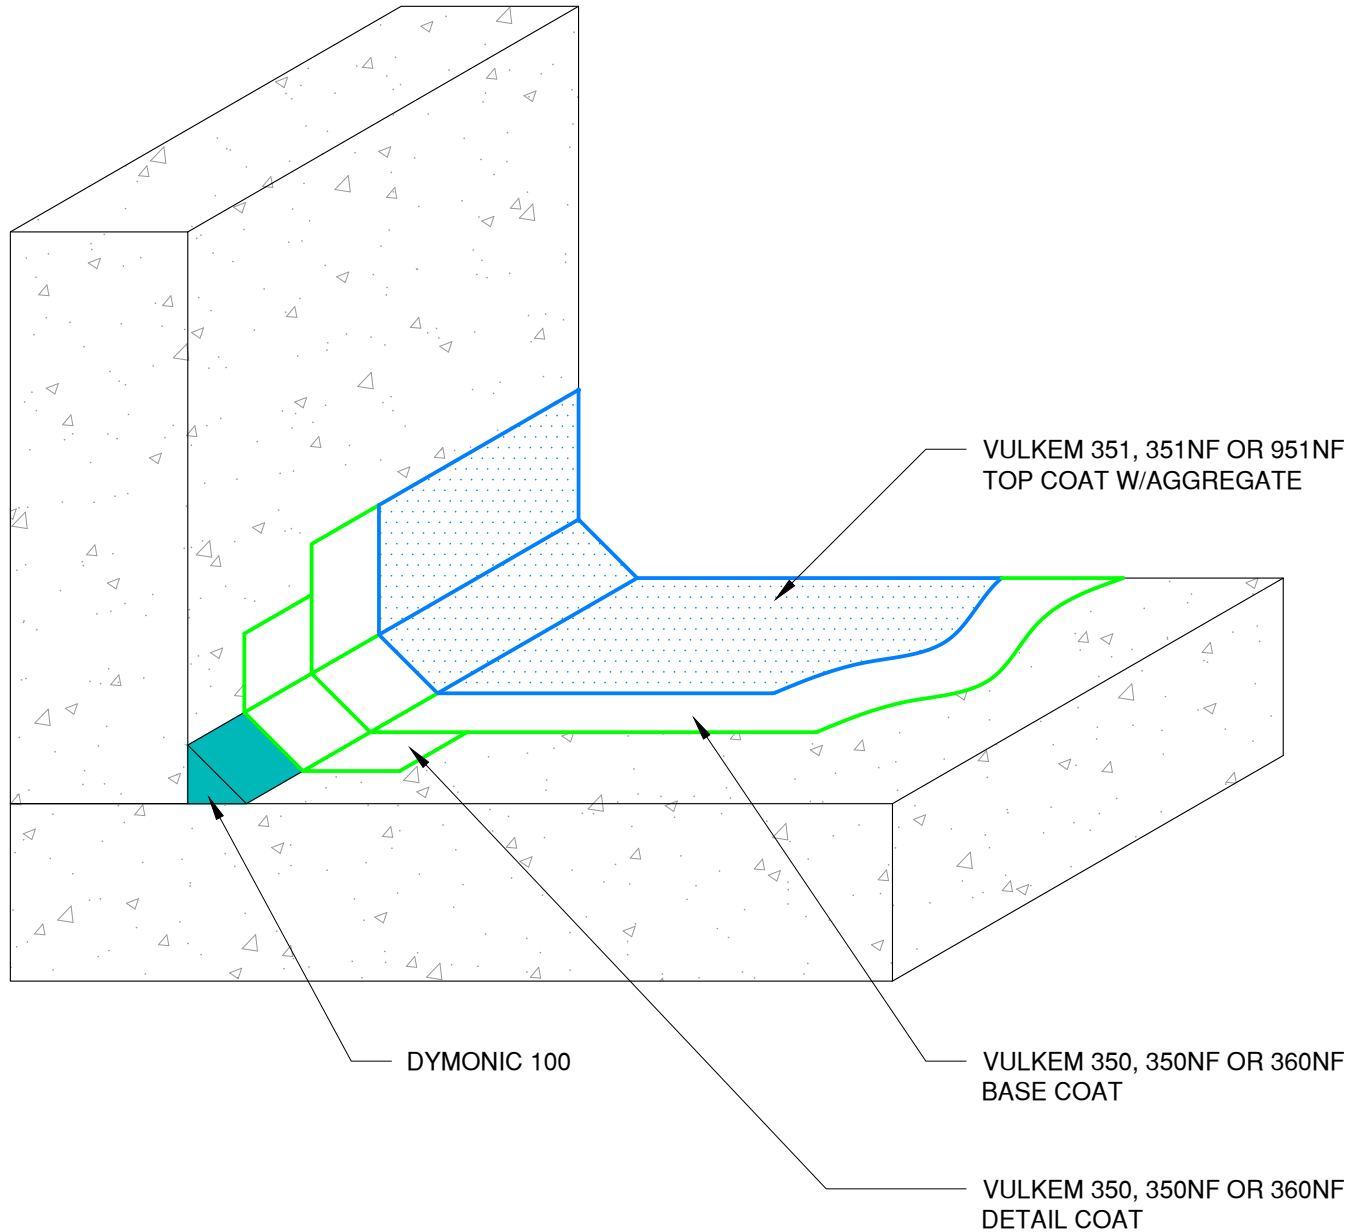 VULKEM 351, 351NF OR 951NF
TOP COAT W/AGGREGATE
DYMONIC 100
VULKEM 350, 350NF OR 360NF
BASE COAT
VULKEM 350, 350NF OR 360NF
DETAIL COAT